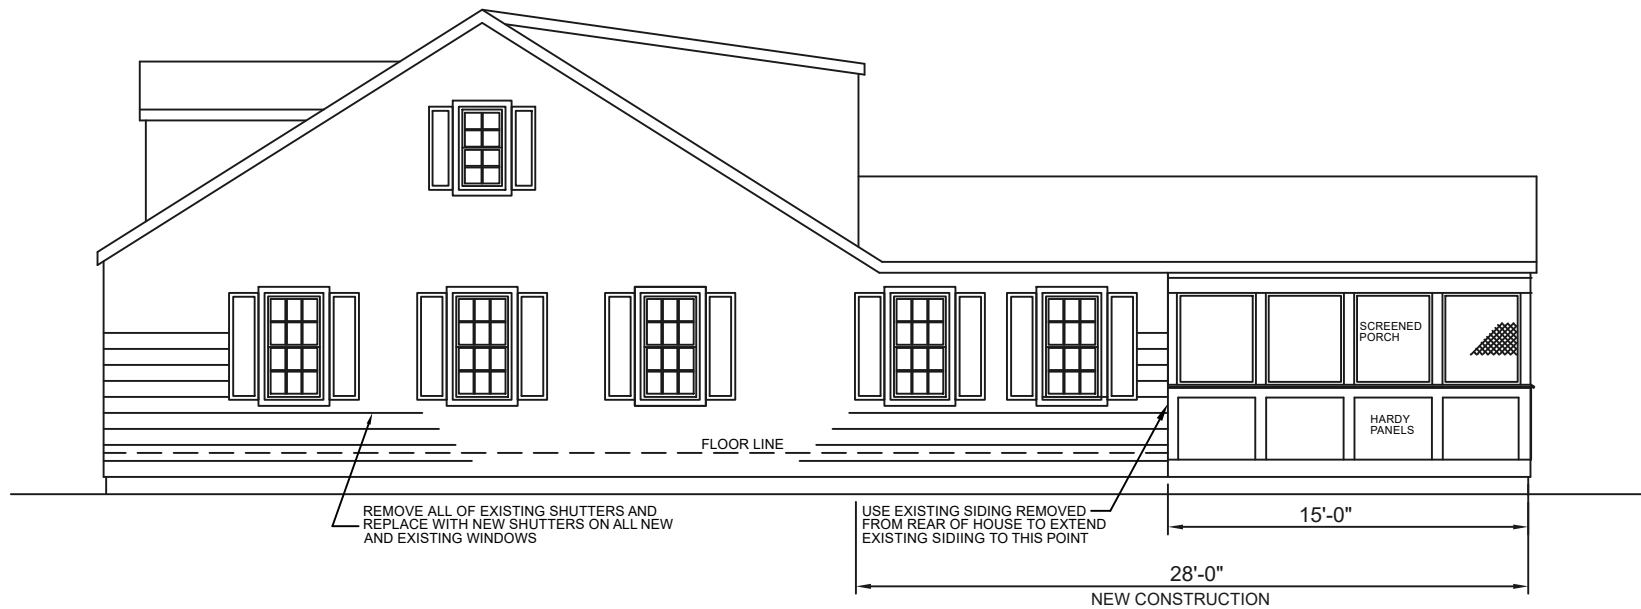 SCREENED
PORCH
HARDY
PANELS
FLOOR LINE
REMOVE ALL OF EXISTING SHUTTERS AND
REPLACE WITH NEW SHUTTERS ON ALL NEW
AND EXISTING WINDOWS
USE EXISTING SIDING REMOVED
FROM REAR OF HOUSE TO EXTEND
EXISTING SIDIING TO THIS POINT
15'-0"
28'-0"
NEW CONSTRUCTION